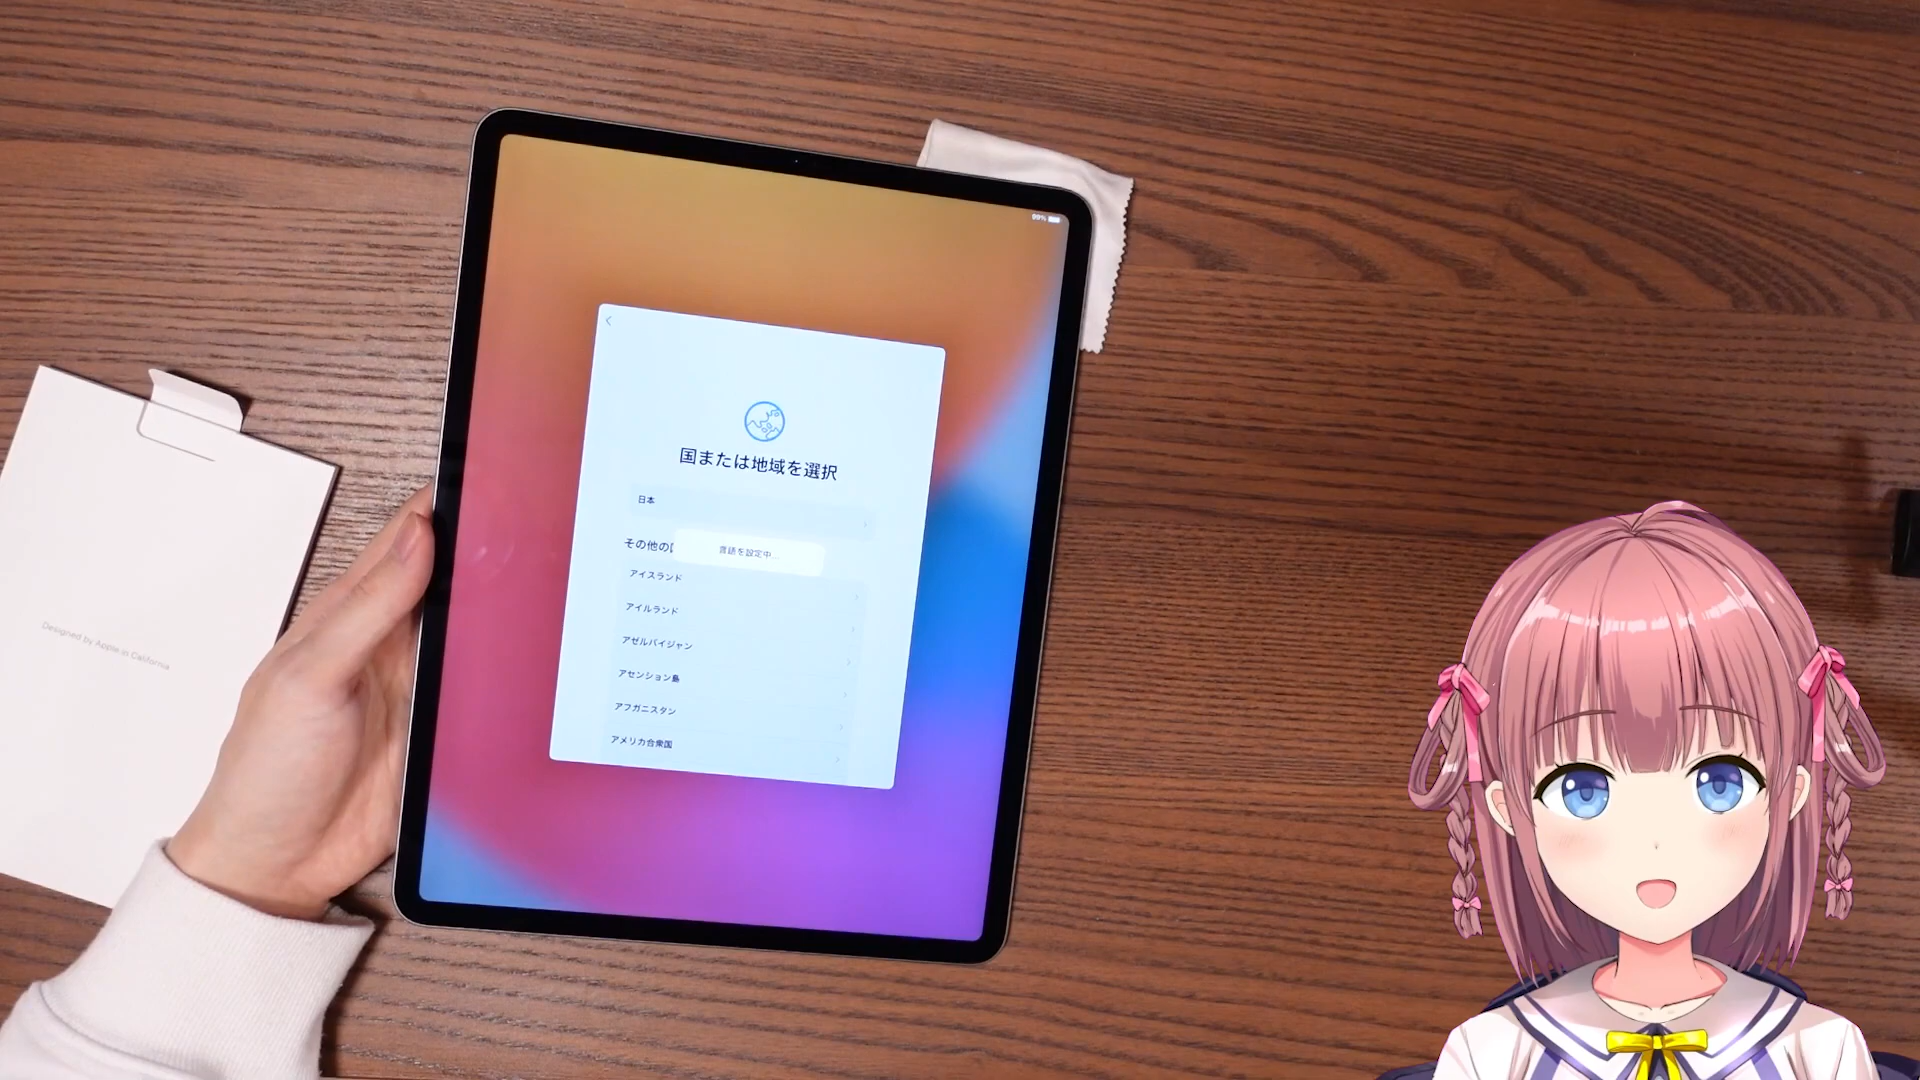 99%
国または地域を選択
日本
その他の
言語を設定中...
アイスランド
アイルランド
アゼルバイジャン
アセンション島
アフガニスタン
アメリカ合衆国
Designed by Apple in California